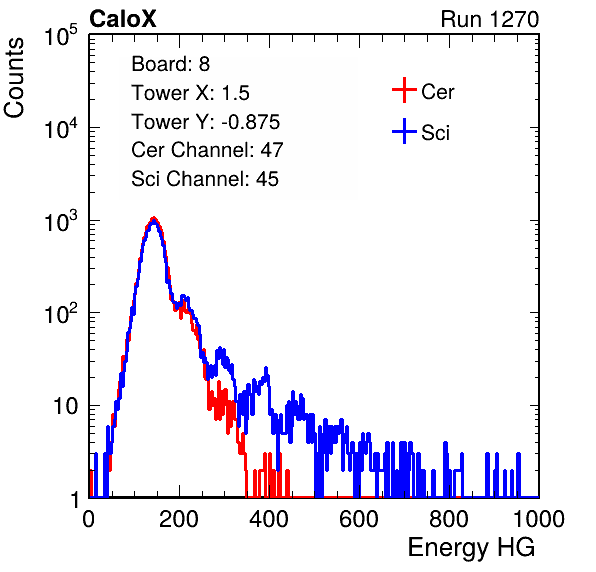 CaloX Run 1270
Counts
10^5
10^4
10^3
10^2
10
1
Board: 8
Tower X: 1.5
Tower Y: -0.875
Cer Channel: 47
Sci Channel: 45
Cer
Sci
0 200 400 600 800 1000
Energy HG